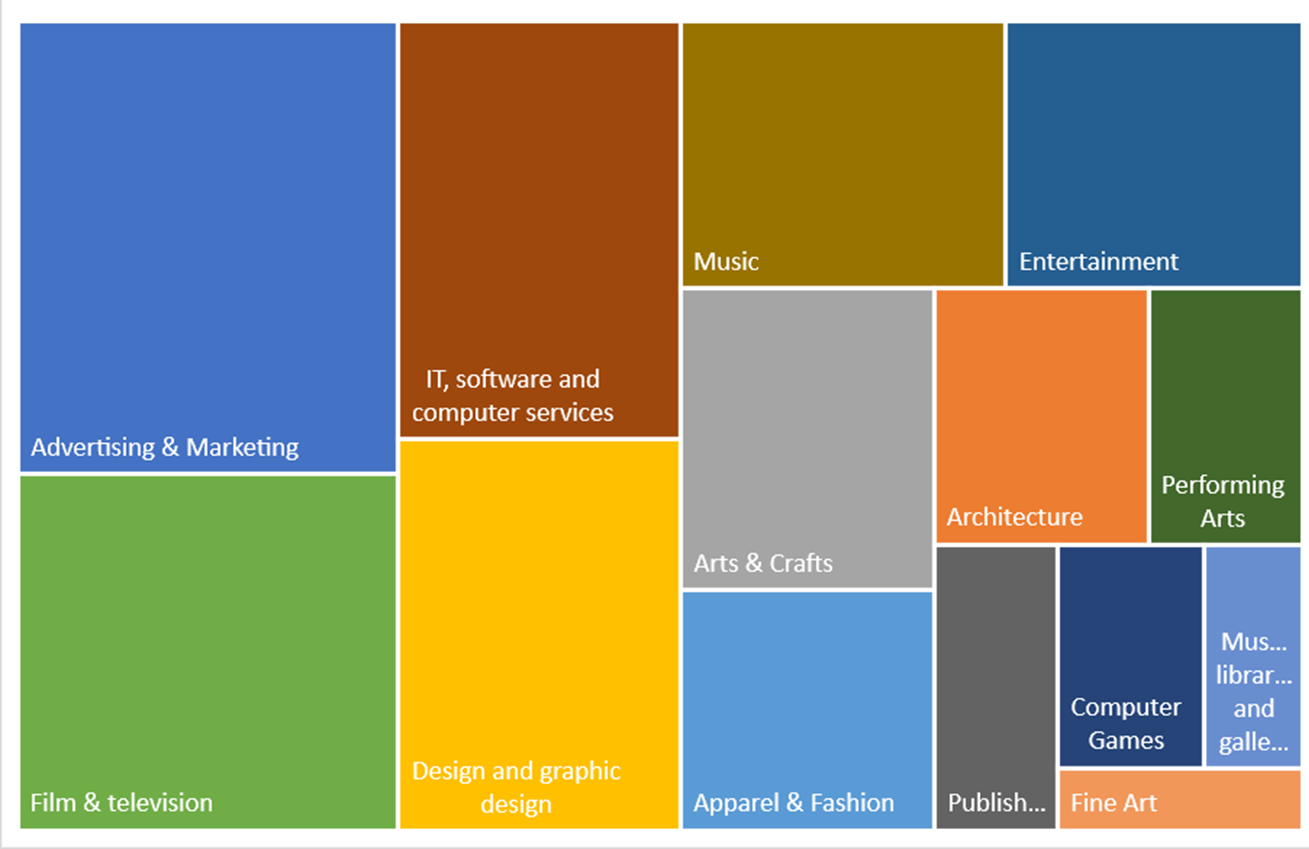 Advertising & Marketing
Film & television
IT, software and
computer services
Design and graphic
design
Music
Entertainment
Arts & Crafts
Apparel & Fashion
Architecture
Performing
Arts
Publish...
Computer
Games
Mus...
librar...
and
galle...
Fine Art